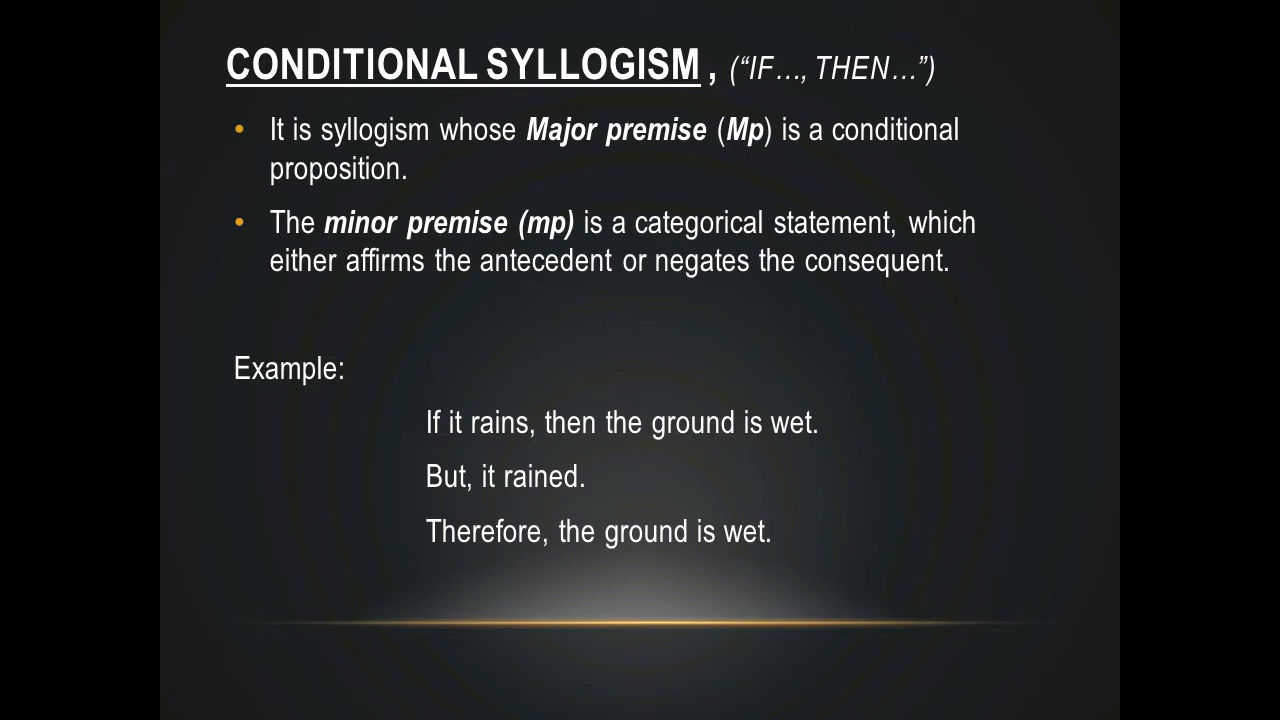 CONDITIONAL SYLLOGISM , (“IF…, THEN…”)
• It is syllogism whose Major premise (Mp) is a conditional
proposition.
• The minor premise (mp) is a categorical statement, which
either affirms the antecedent or negates the consequent.
Example:
If it rains, then the ground is wet.
But, it rained.
Therefore, the ground is wet.